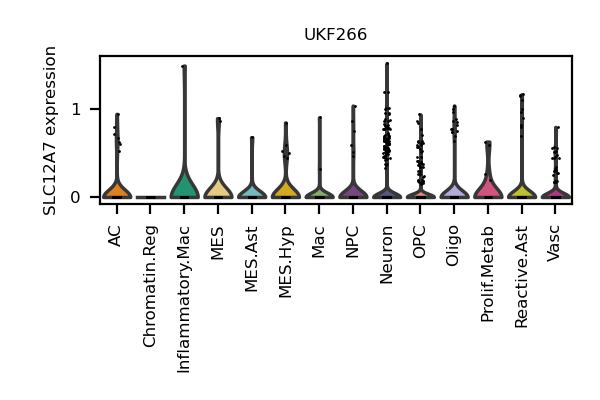 UKF266
SLC12A7 expression
1
0
AC
Chromatin.Reg
Inflammatory.Mac
MES
MES.Ast
MES.Hyp
Mac
NPC
Neuron
OPC
Oligo
Prolif.Metab
Reactive.Ast
Vasc